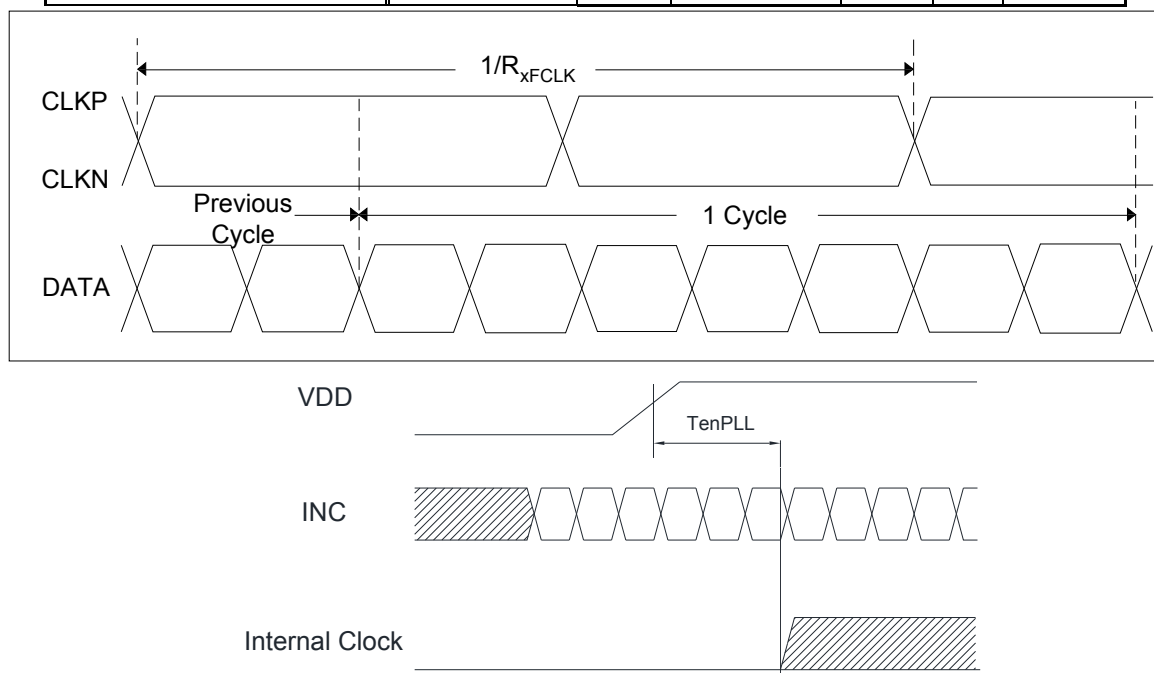 1/RxFCLK
CLKP
CLKN
Previous
Cycle
1 Cycle
DATA
VDD
TenPLL
INC
Internal Clock